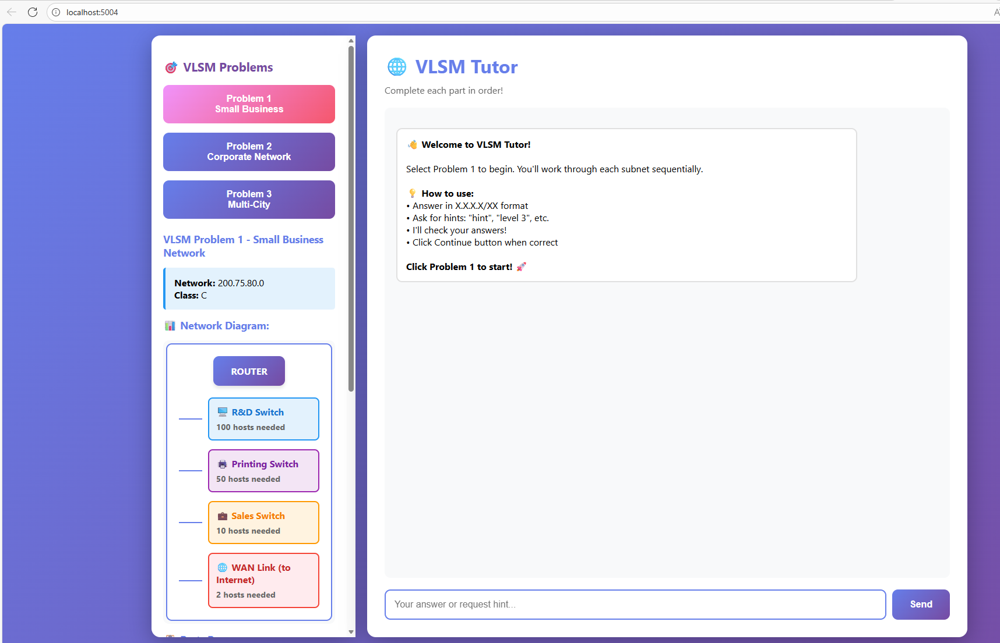 localhost:5004
VLSM Problems
Problem 1
Small Business
Problem 2
Corporate Network
Problem 3
Multi-City
VLSM Problem 1 - Small Business
Network
Network: 200.75.80.0
Class: C
Network Diagram:
ROUTER
R&D Switch
100 hosts needed
Printing Switch
50 hosts needed
Sales Switch
10 hosts needed
WAN Link (to
Internet)
2 hosts needed
VLSM Tutor
Complete each part in order!
👋 Welcome to VLSM Tutor!
Select Problem 1 to begin. You'll work through each subnet sequentially.
💡 How to use:
• Answer in X.X.X.X/XX format
• Ask for hints: "hint", "level 3", etc.
• I'll check your answers!
• Click Continue button when correct
Click Problem 1 to start! 🚀
Your answer or request hint...
Send